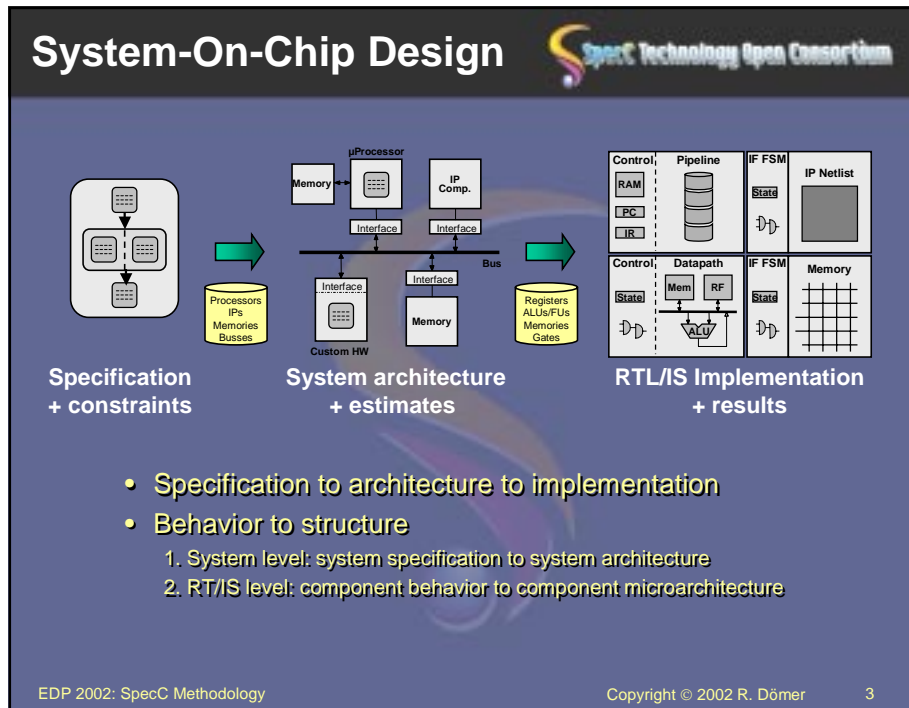 System-On-Chip Design
SpecC Technology Open Consortium
µProcessor
Memory
IP
Comp.
Interface
Interface
Bus
Interface
Interface
Memory
Custom HW
Processors
IPs
Memories
Busses
Registers
ALUs/FUs
Memories
Gates
Control
Pipeline
IF FSM
IP Netlist
RAM
PC
IR
State
Control
Datapath
IF FSM
Memory
State
Mem
RF
ALU
State
Specification
+ constraints
System architecture
+ estimates
RTL/IS Implementation
+ results
• Specification to architecture to implementation
• Behavior to structure
1. System level: system specification to system architecture
2. RT/IS level: component behavior to component microarchitecture
EDP 2002: SpecC Methodology
Copyright © 2002 R. Dömer
3